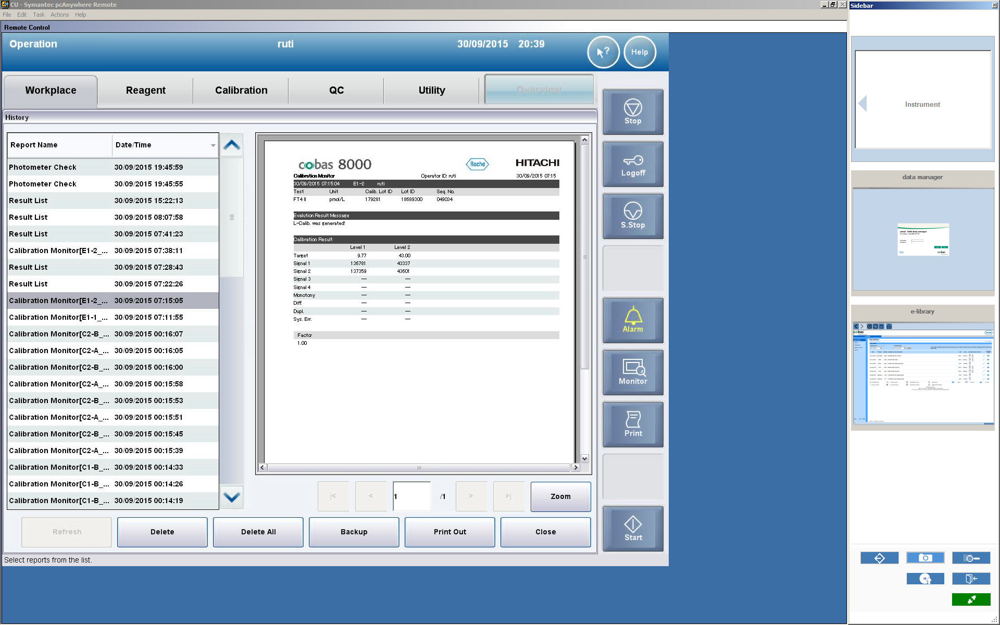 CU - Symantec pcAnywhere Remote
File Edit Task Actions Help
Remote Control
Operation ruti 30/09/2015 20:39
? Help
Workplace Reagent Calibration QC Utility Overview
History
Report Name Date/Time
Photometer Check 30/09/2015 19:45:59
Photometer Check 30/09/2015 19:45:55
Result List 30/09/2015 15:22:13
Result List 30/09/2015 08:07:58
Result List 30/09/2015 07:41:23
Calibration Monitor[E1-2_... 30/09/2015 07:38:11
Result List 30/09/2015 07:28:43
Result List 30/09/2015 07:22:26
Calibration Monitor[E1-2_... 30/09/2015 07:15:05
Calibration Monitor[E1-1_... 30/09/2015 07:11:55
Calibration Monitor[C2-B_... 30/09/2015 00:16:07
Calibration Monitor[C2-A_... 30/09/2015 00:16:05
Calibration Monitor[C2-B_... 30/09/2015 00:16:00
Calibration Monitor[C2-A_... 30/09/2015 00:15:58
Calibration Monitor[C2-B_... 30/09/2015 00:15:53
Calibration Monitor[C2-A_... 30/09/2015 00:15:51
Calibration Monitor[C2-B_... 30/09/2015 00:15:45
Calibration Monitor[C2-A_... 30/09/2015 00:15:39
Calibration Monitor[C1-B_... 30/09/2015 00:14:33
Calibration Monitor[C1-B_... 30/09/2015 00:14:26
Calibration Monitor[C1-B_... 30/09/2015 00:14:19
cobas 8000 Roche HITACHI
Calibration Monitor Operator ID: ruti 30/09/2015 07:15
30/09/2015 07:15:04 E1-2 ruti
Test Unit Calib. Lot ID Lot ID Seq. No.
FT4 II pmol/L 179281 18689300 049034
Evalution Result Message
L-Calib. was generated!
Calibration Result
Level 1 Level 2
Target 9.77 43.00
Signal 1 136781 43337
Signal 2 137359 43601
Signal 3 --- ---
Signal 4 --- ---
Monotony --- ---
Diff. --- ---
Dupl. --- ---
Sys. Err. --- ---
Factor
1.00
|< < 1 /1 > >| Zoom
Refresh Delete Delete All Backup Print Out Close
Select reports from the list.
Stop
Logoff
S.Stop
Alarm
Monitor
Print
Start
Sidebar
Instrument
data manager
cobas 8000 data manager
cobas
e-library
cobas
Roche